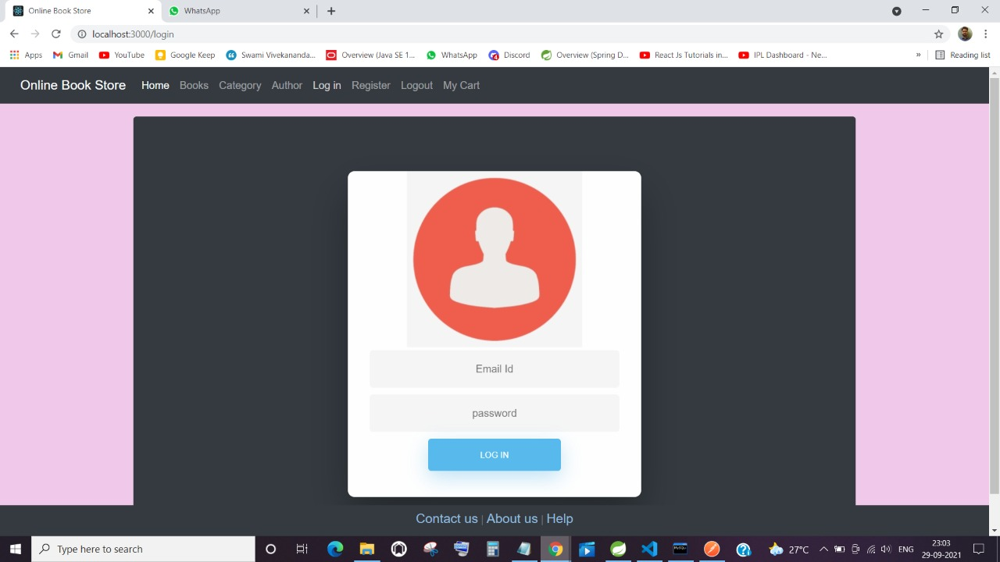 Online Book Store
WhatsApp
localhost:3000/login
Apps Gmail YouTube Google Keep Swami Vivekananda... Overview (Java SE 1... WhatsApp Discord Overview (Spring D... React Js Tutorials in... IPL Dashboard - Ne... » Reading list
Online Book Store Home Books Category Author Log in Register Logout My Cart
Email Id
password
LOG IN
Contact us | About us | Help
Type here to search
27°C ENG
23:03
29-09-2021